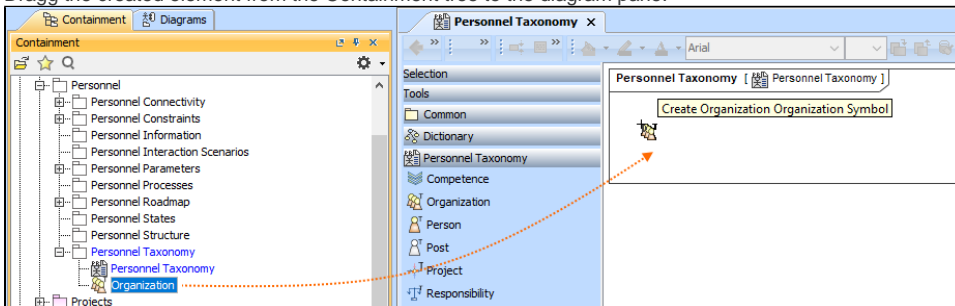 Dragg the created element from the Containment tree to the diagram pane.
Containment
Diagrams
Containment
Personnel
Personnel Connectivity
Personnel Constraints
Personnel Information
Personnel Interaction Scenarios
Personnel Parameters
Personnel Processes
Personnel Roadmap
Personnel States
Personnel Structure
Personnel Taxonomy
Personnel Taxonomy
Organization
Projects
Personnel Taxonomy
Arial
Selection
Tools
Common
Dictionary
Personnel Taxonomy
Competence
Organization
Person
Post
Project
Responsibility
Personnel Taxonomy [ Personnel Taxonomy ]
Create Organization Organization Symbol